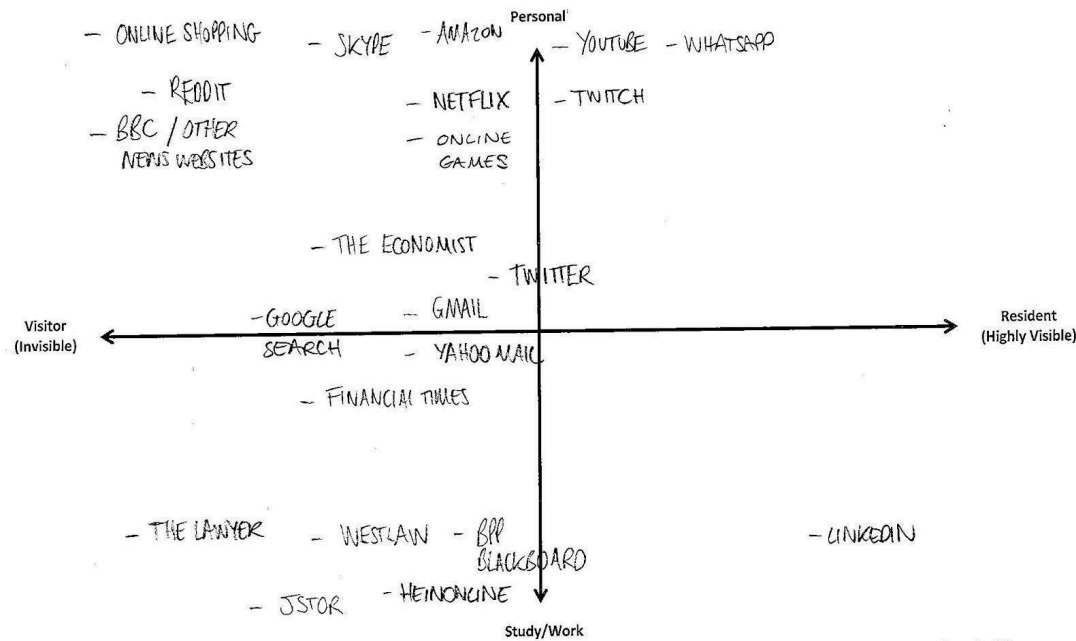 Personal
- ONLINE SHOPPING
- SKYPE
- AMAZON
- YOUTUBE
- WHATSAPP
- REDDIT
- NETFLIX
- TWITCH
- BBC / OTHER
NEWS WEBSITES
- ONLINE
GAMES
- THE ECONOMIST
- TWITTER
- GOOGLE
SEARCH
- GMAIL
Visitor
(Invisible)
Resident
(Highly Visible)
- YAHOO MAIL
- FINANCIAL TIMES
- THE LAWYER
- WESTLAW
- BPP
BLACKBOARD
- LINKEDIN
- JSTOR
- HEINONLINE
Study/Work